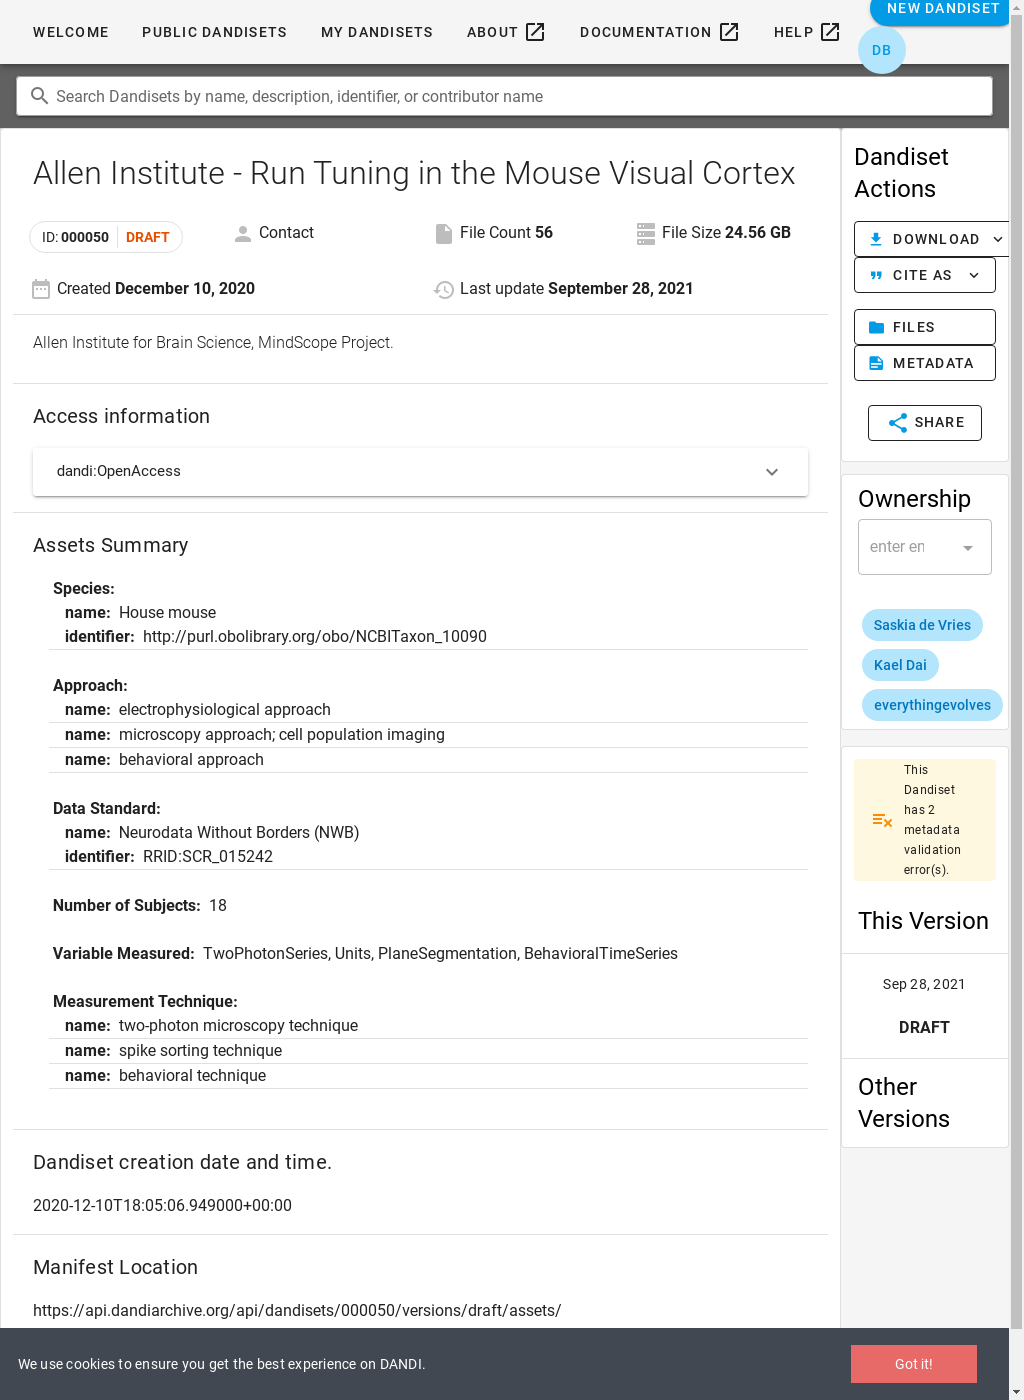 WELCOME PUBLIC DANDISETS MY DANDISETS ABOUT DOCUMENTATION HELP NEW DANDISET
DB
Search Dandisets by name, description, identifier, or contributor name
Allen Institute - Run Tuning in the Mouse Visual Cortex
ID: 000050 DRAFT Contact File Count 56 File Size 24.56 GB
Created December 10, 2020 Last update September 28, 2021
Allen Institute for Brain Science, MindScope Project.
Access information
dandi:OpenAccess
Assets Summary
Species:
name: House mouse
identifier: http://purl.obolibrary.org/obo/NCBITaxon_10090
Approach:
name: electrophysiological approach
name: microscopy approach; cell population imaging
name: behavioral approach
Data Standard:
name: Neurodata Without Borders (NWB)
identifier: RRID:SCR_015242
Number of Subjects: 18
Variable Measured: TwoPhotonSeries, Units, PlaneSegmentation, BehavioralTimeSeries
Measurement Technique:
name: two-photon microscopy technique
name: spike sorting technique
name: behavioral technique
Dandiset creation date and time.
2020-12-10T18:05:06.949000+00:00
Manifest Location
https://api.dandiarchive.org/api/dandisets/000050/versions/draft/assets/
Dandiset
Actions
DOWNLOAD
CITE AS
FILES
METADATA
SHARE
Ownership
enter en
Saskia de Vries
Kael Dai
everythingevolves
This
Dandiset
has 2
metadata
validation
error(s).
This Version
Sep 28, 2021
DRAFT
Other
Versions
We use cookies to ensure you get the best experience on DANDI.
Got it!